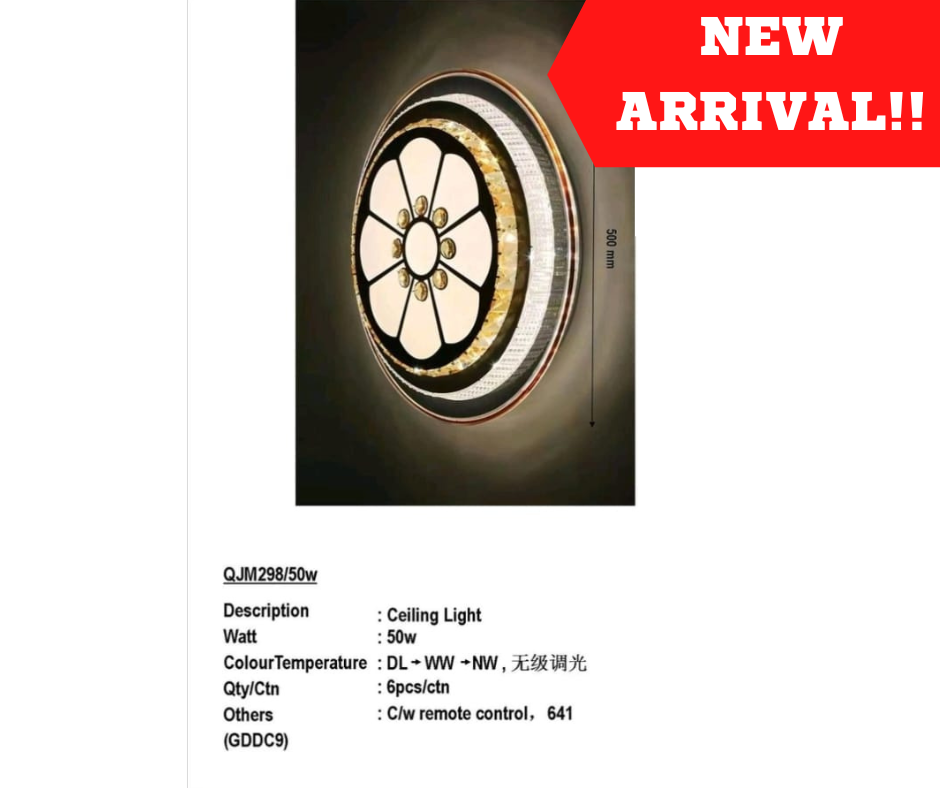 NEW
ARRIVAL!!
500 mm
QJM298/50w
Description : Ceiling Light
Watt : 50w
ColourTemperature : DL→WW→NW , 无级调光
Qty/Ctn : 6pcs/ctn
Others : C/w remote control， 641
(GDDC9)